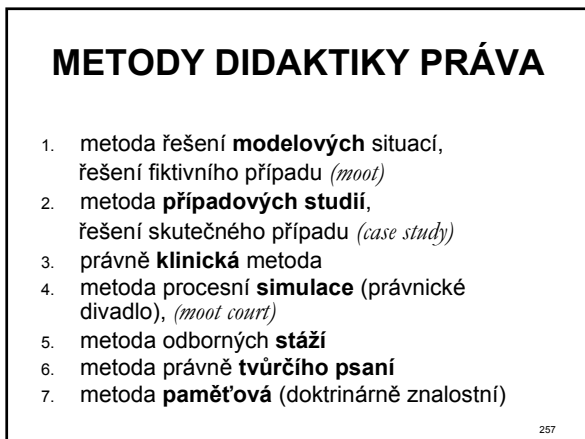 METODY DIDAKTIKY PRÁVA
1. metoda řešení modelových situací,
řešení fiktivního případu (moot)
2. metoda případových studií,
řešení skutečného případu (case study)
3. právně klinická metoda
4. metoda procesní simulace (právnické
divadlo), (moot court)
5. metoda odborných stáží
6. metoda právně tvůrčího psaní
7. metoda paměťová (doktrinárně znalostní)
257